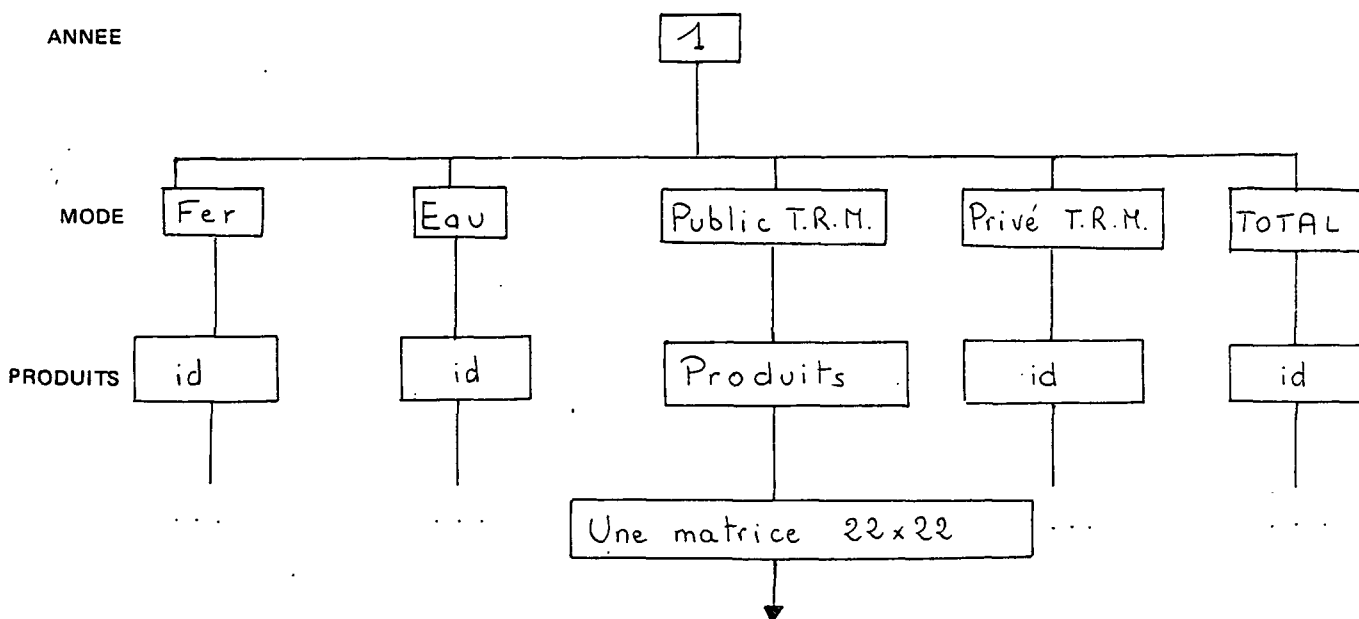 ANNEE 1
MODE Fer Eau Public T.R.M. Privé T.R.M. TOTAL
PRODUITS id id Produits id id
... ... Une matrice 22x22 ... ...